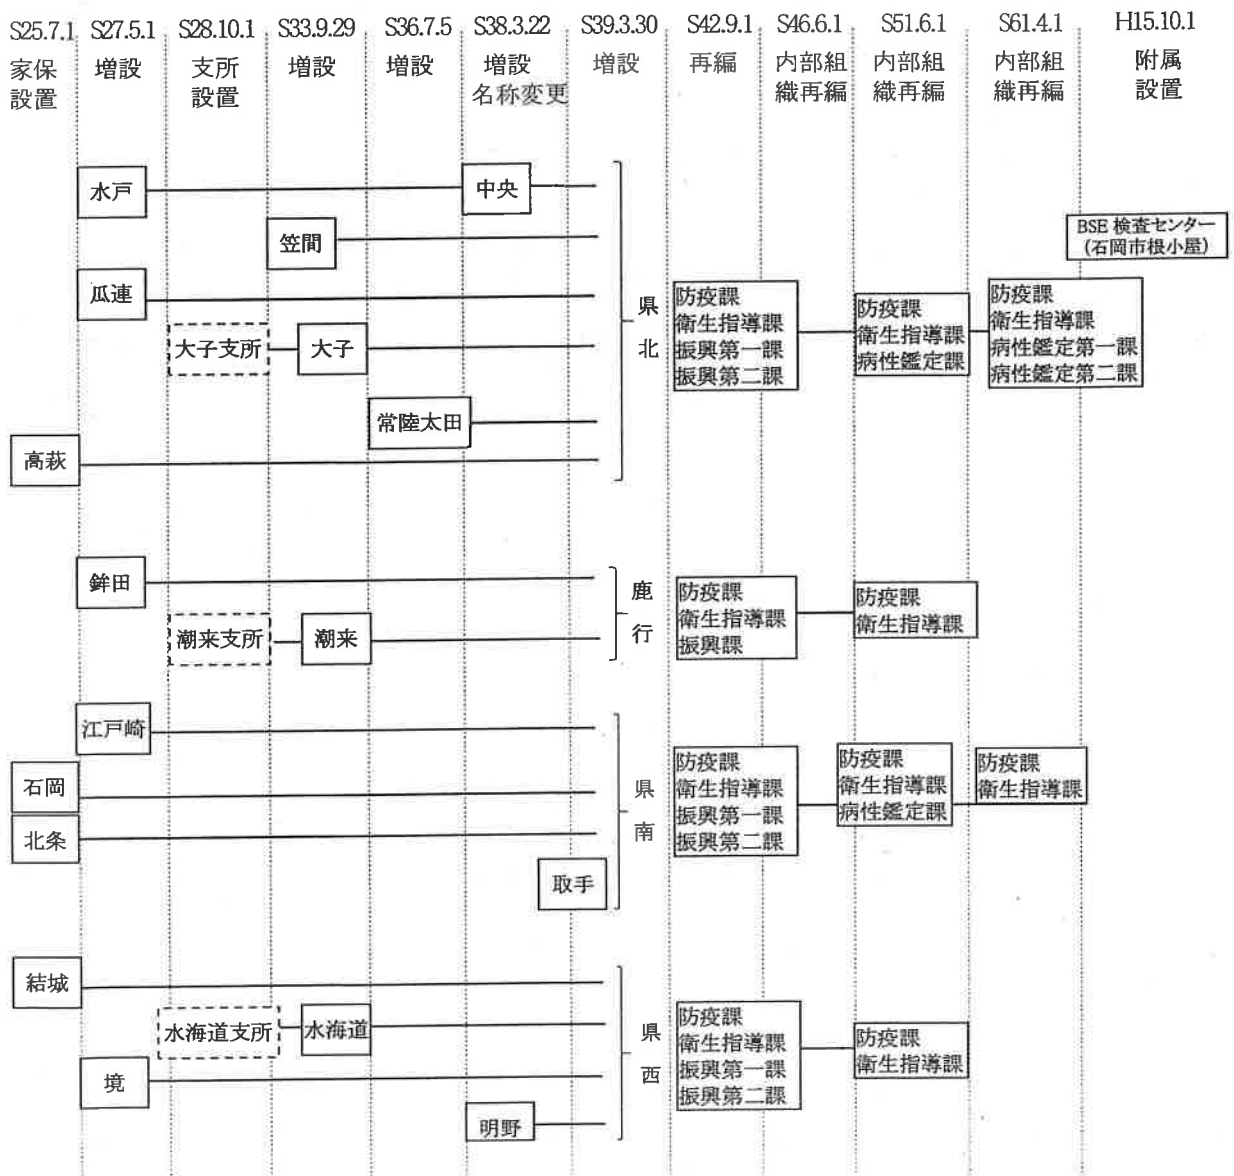 S25.7.1 S27.5.1 S28.10.1 S33.9.29 S36.7.5 S38.3.22 S39.3.30 S42.9.1 S46.6.1 S51.6.1 S61.4.1 H15.10.1
家保 増設 支所 増設 増設 増設 増設 再編 内部組 内部組 内部組 附属
設置 設置 名称変更 織再編 織再編 織再編 設置
水戸 中央
BSE 検査センター
(石岡市根小屋)
笠間
瓜連
大子支所 大子
常陸太田
高萩
県
北
防疫課
衛生指導課
振興第一課
振興第二課
防疫課
衛生指導課
病性鑑定課
防疫課
衛生指導課
病性鑑定第一課
病性鑑定第二課
鉾田
潮来支所 潮来
鹿
行
防疫課
衛生指導課
振興課
防疫課
衛生指導課
江戸崎
石岡
北条
取手
県
南
防疫課
衛生指導課
振興第一課
振興第二課
防疫課
衛生指導課
病性鑑定課
防疫課
衛生指導課
結城
水海道支所 水海道
境
明野
県
西
防疫課
衛生指導課
振興第一課
振興第二課
防疫課
衛生指導課